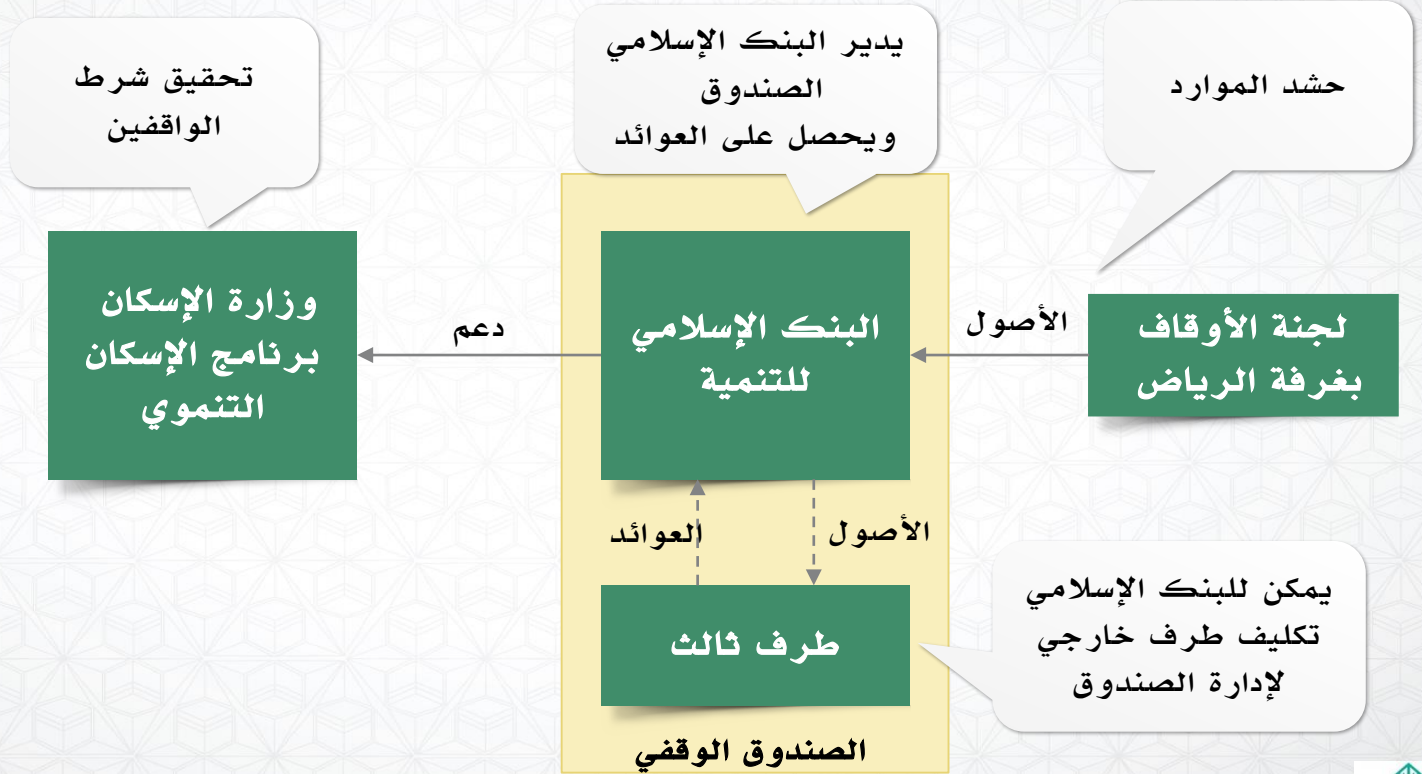 حشد الموارد
يدير البنك الإسلامي
الصندوق
ويحصل على العوائد
تحقيق شرط
الواقفين
لجنة الأوقاف
بغرفة الرياض
الأصول
البنك الإسلامي
للتنمية
دعم
وزارة الإسكان
برنامج الإسكان
التنموي
الأصول
العوائد
يمكن للبنك الإسلامي
تكليف طرف خارجي
لإدارة الصندوق
طرف ثالث
الصندوق الوقفي